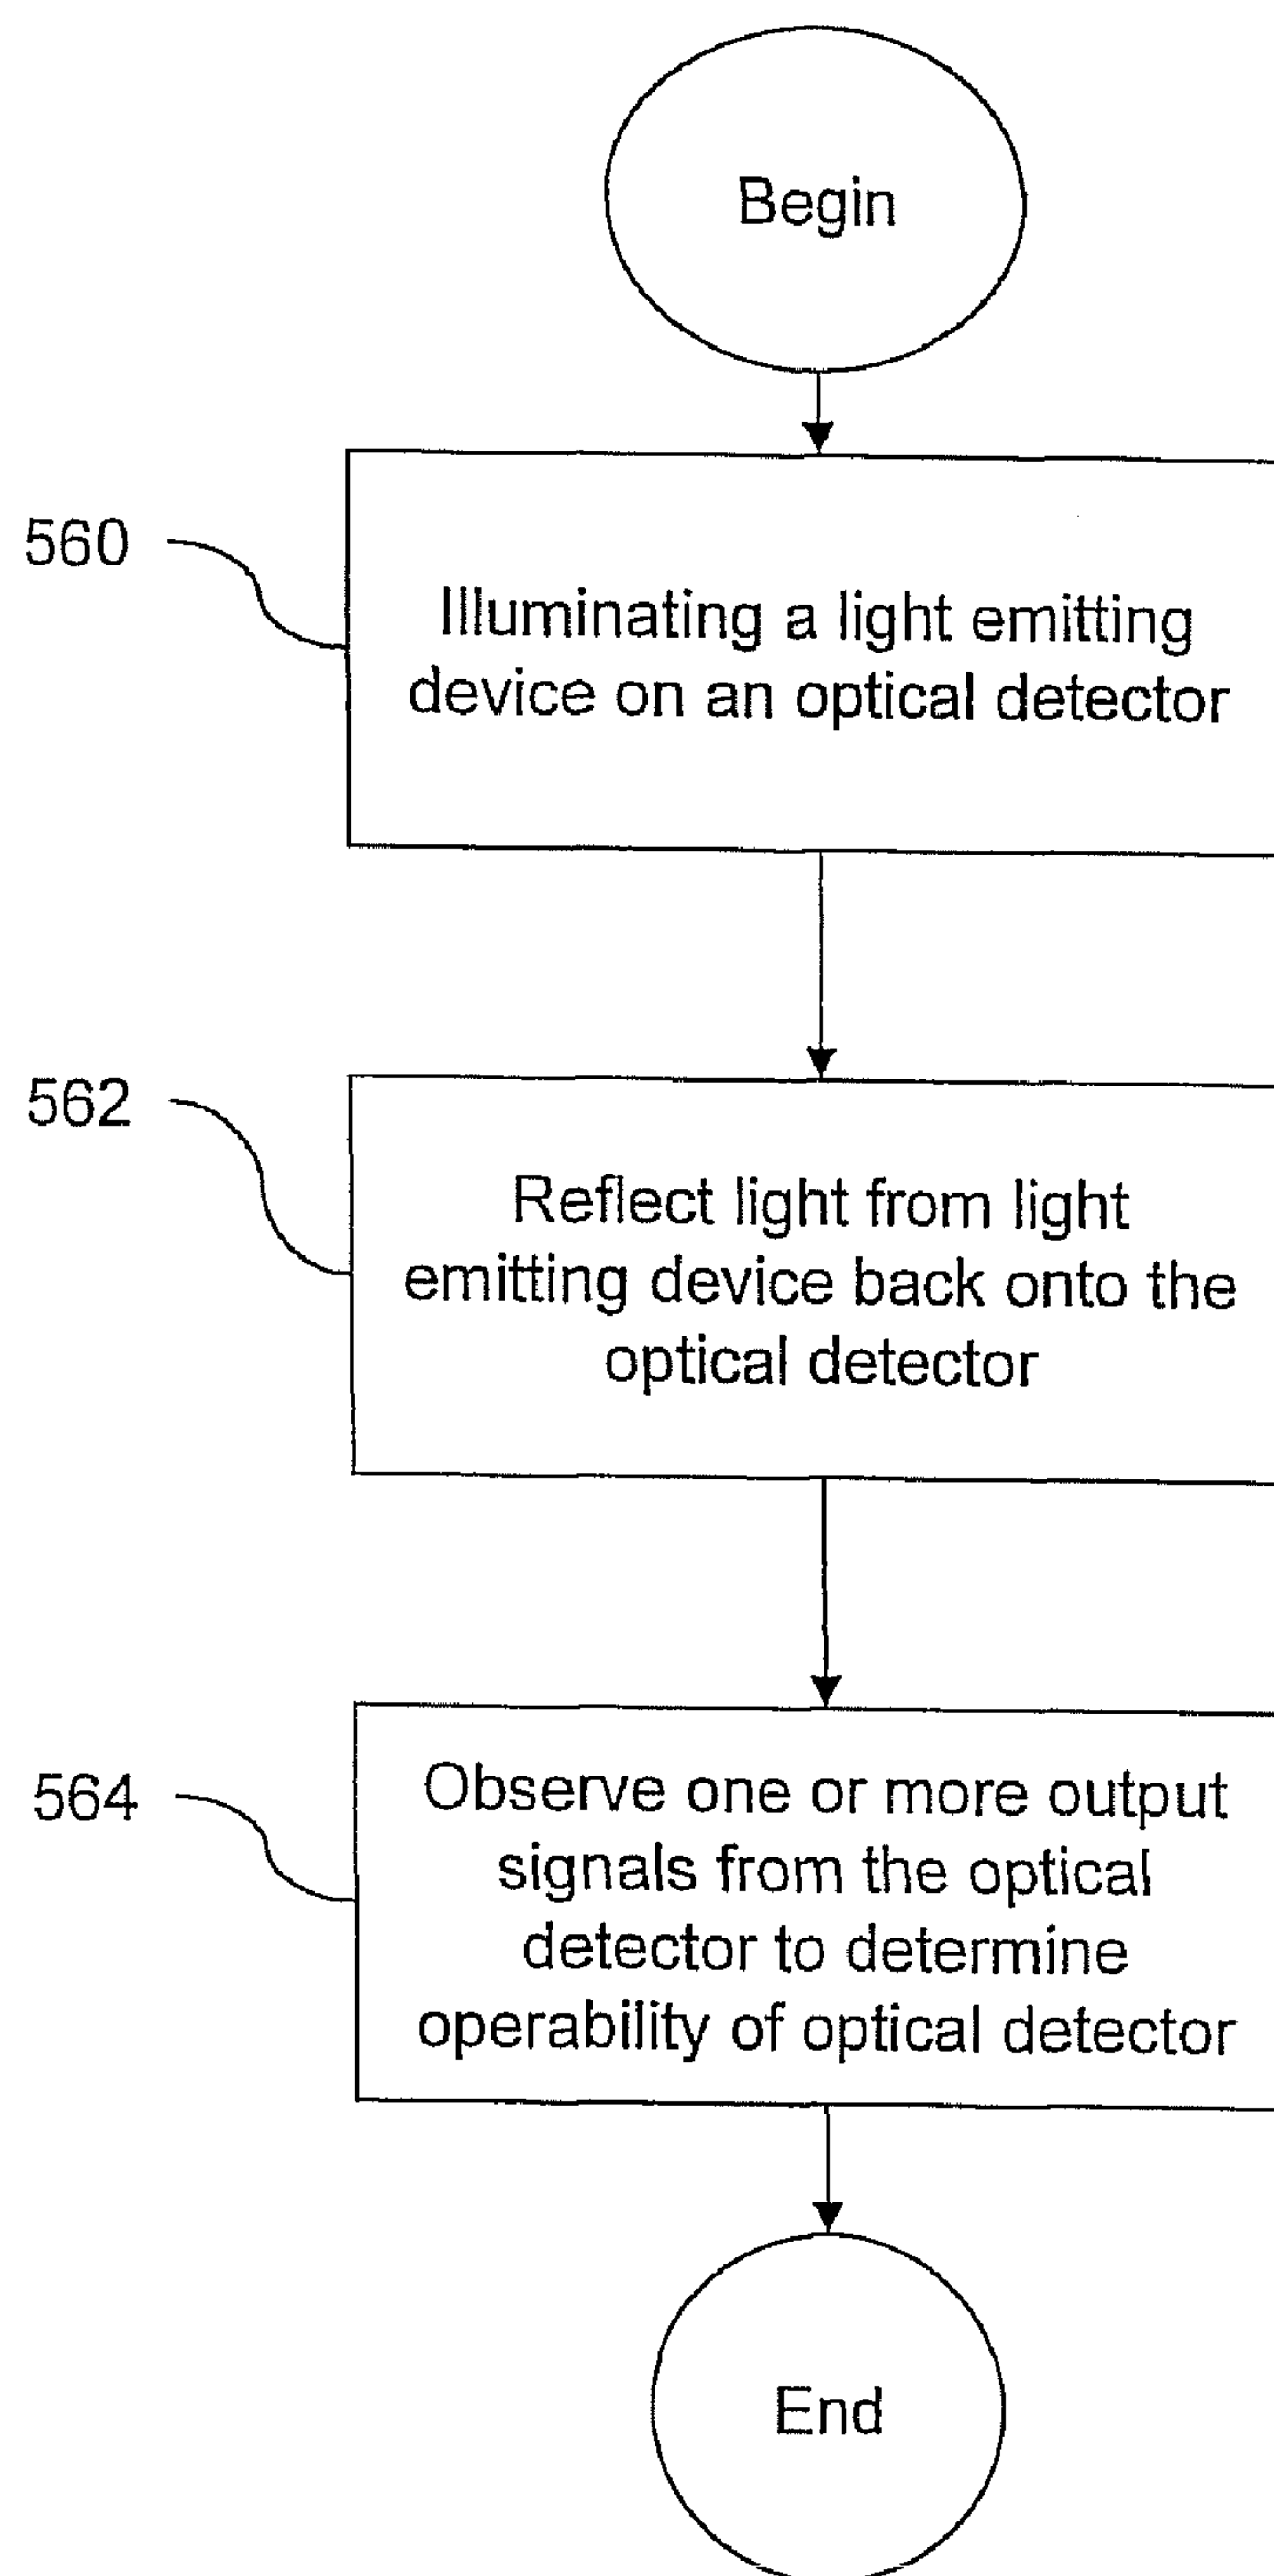 Begin
560
Illuminating a light emitting
device on an optical detector
562
Reflect light from light
emitting device back onto the
optical detector
564
Observe one or more output
signals from the optical
detector to determine
operability of optical detector
End